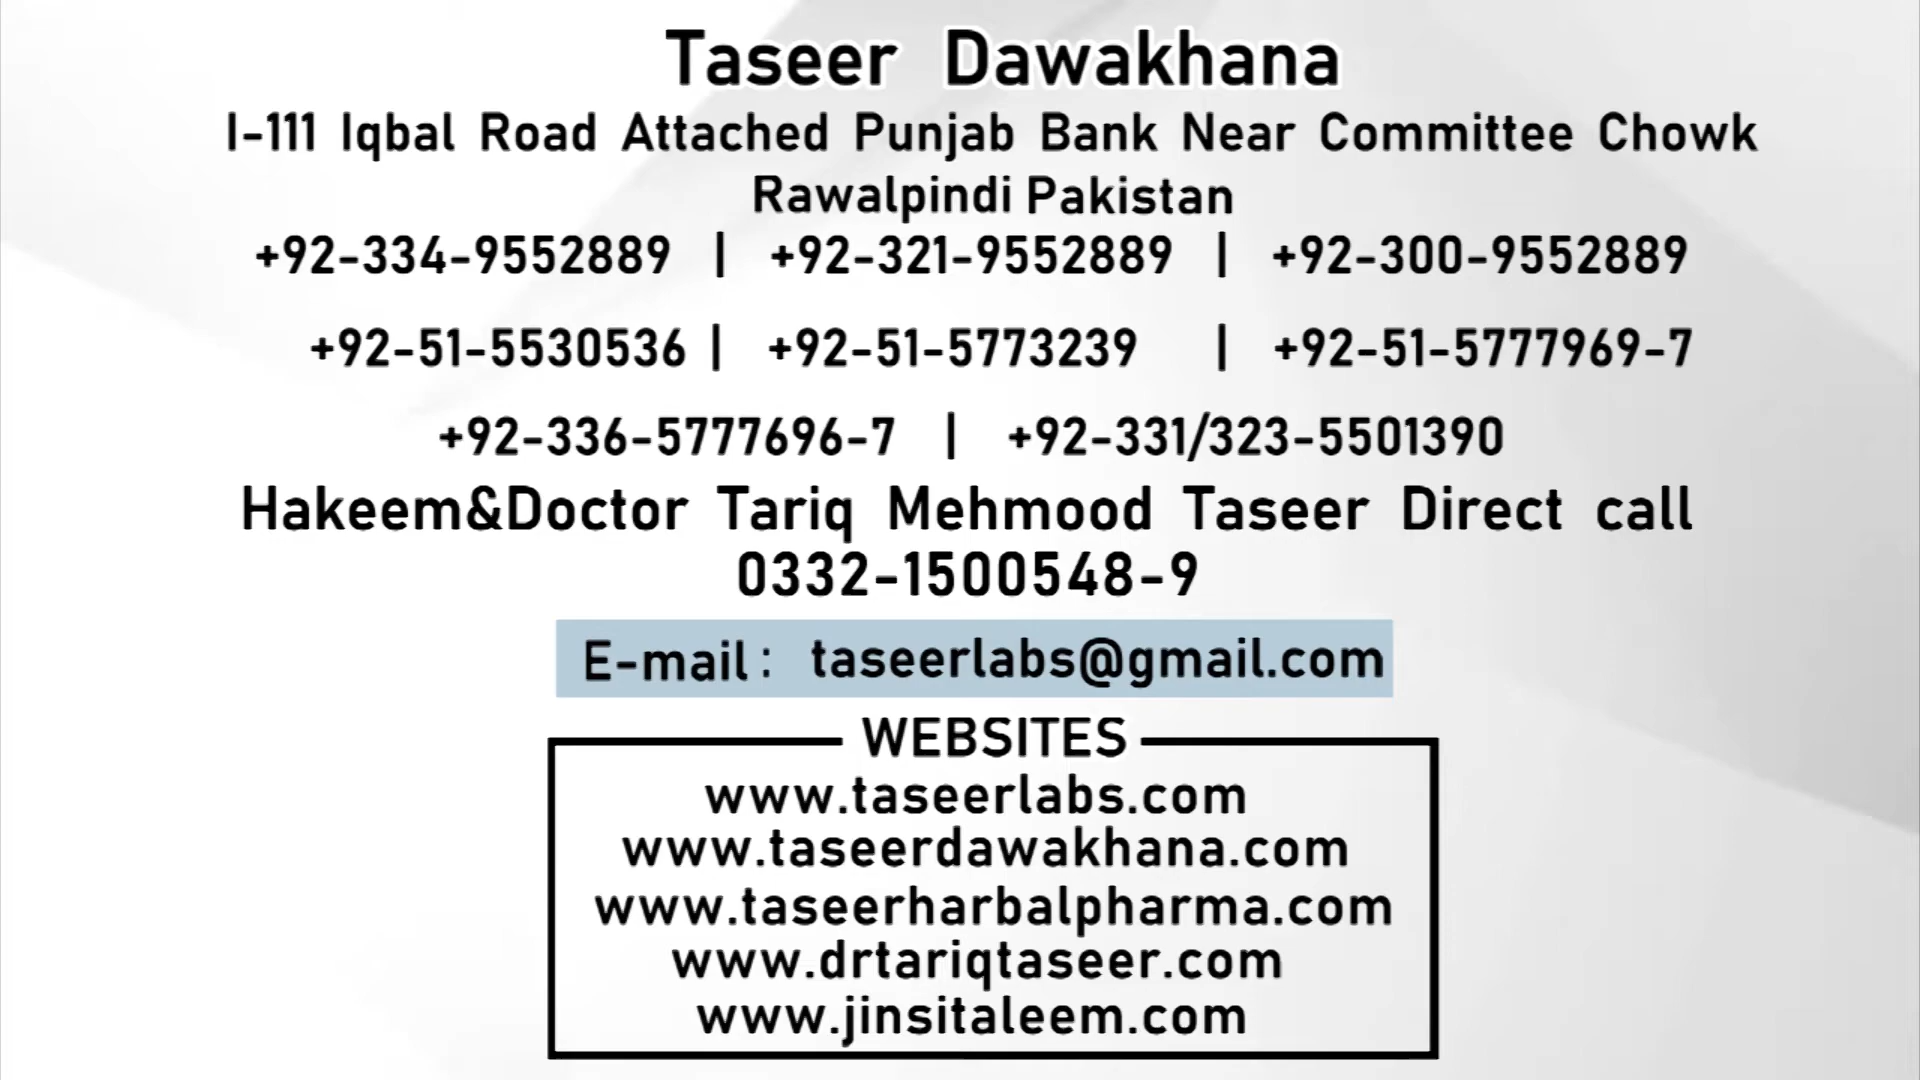 Taseer Dawakhana
I-111 Iqbal Road Attached Punjab Bank Near Committee Chowk
Rawalpindi Pakistan
+92-334-9552889 | +92-321-9552889 | +92-300-9552889
+92-51-5530536 | +92-51-5773239 | +92-51-5777969-7
+92-336-5777696-7 | +92-331/323-5501390
Hakeem&Doctor Tariq Mehmood Taseer Direct call
0332-1500548-9
E-mail : taseerlabs@gmail.com
WEBSITES
www.taseerlabs.com
www.taseerdawakhana.com
www.taseerharbalpharma.com
www.drtariqtaseer.com
www.jinsitaleem.com